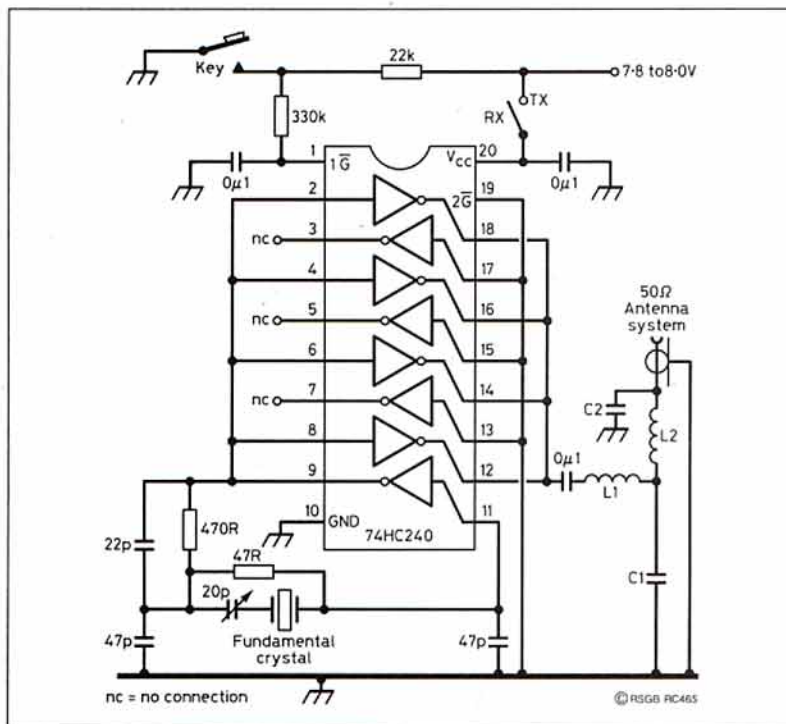 22k
Key
7·8 to 8·0V
TX
RX
330k
1
1G̅
Vcc
20
0µ1
0µ1
2
2G̅
19
18
nc
3
17
4
16
50Ω
Antenna
system
nc
5
15
6
14
C2
nc
7
13
L2
8
12
0µ1
9
11
L1
10
GND
470R
74HC240
22p
47R
C1
20p
47p
Fundamental
crystal
47p
nc = no connection
© RSGB RC465